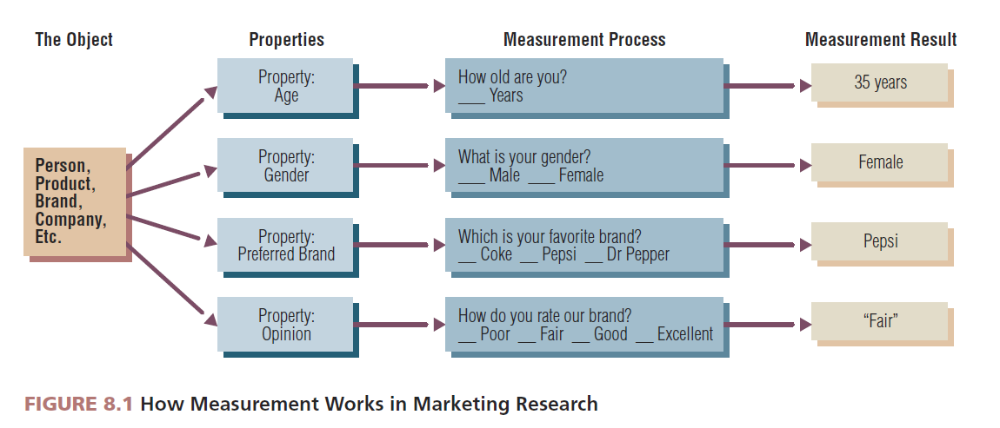 The Object
Properties
Measurement Process
Measurement Result
Person,
Product,
Brand,
Company,
Etc.
Property:
Age
How old are you?
___ Years
35 years
Property:
Gender
What is your gender?
___ Male ___ Female
Female
Property:
Preferred Brand
Which is your favorite brand?
__ Coke __ Pepsi __ Dr Pepper
Pepsi
Property:
Opinion
How do you rate our brand?
__ Poor __ Fair __ Good __ Excellent
“Fair”
FIGURE 8.1 How Measurement Works in Marketing Research